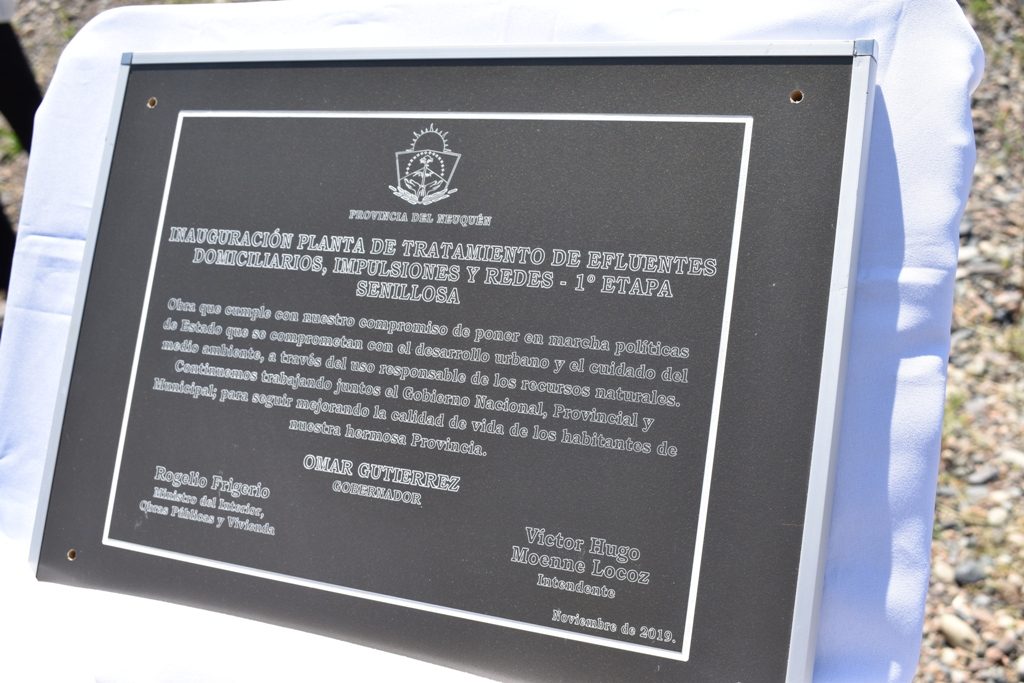 PROVINCIA DEL NEUQUÉN
INAUGURACIÓN PLANTA DE TRATAMIENTO DE EFLUENTES
DOMICILIARIOS, IMPULSIONES Y REDES - 1º ETAPA
SENILLOSA
Obra que cumple con nuestro compromiso de poner en marcha políticas
de Estado que se comprometan con el desarrollo urbano y el cuidado del
medio ambiente, a través del uso responsable de los recursos naturales.
Continuemos trabajando juntos el Gobierno Nacional, Provincial y
Municipal; para seguir mejorando la calidad de vida de los habitantes de
nuestra hermosa Provincia.
OMAR GUTIERREZ
GOBERNADOR
Rogelio Frigerio
Ministro del Interior,
Obras Públicas y Vivienda
Víctor Hugo
Moenne Locoz
Intendente
Noviembre de 2019.